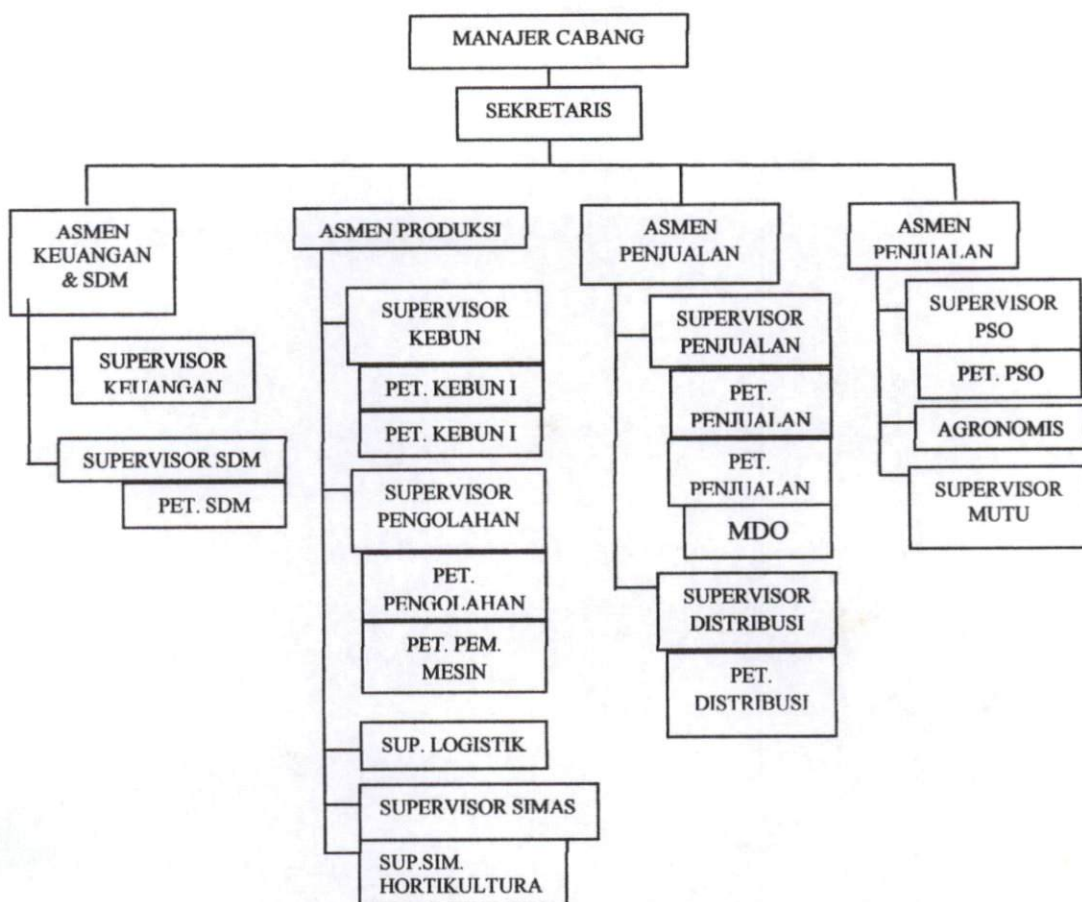 MANAJER CABANG
SEKRETARIS
ASMEN
KEUANGAN
& SDM
SUPERVISOR
KEUANGAN
SUPERVISOR SDM
PET. SDM
ASMEN PRODUKSI
SUPERVISOR
KEBUN
PET. KEBUN I
PET. KEBUN I
SUPERVISOR
PENGOLAHAN
PET.
PENGOLAHAN
PET. PEM.
MESIN
SUP. LOGISTIK
SUPERVISOR SIMAS
SUP.SIM.
HORTIKULTURA
ASMEN
PENJUALAN
SUPERVISOR
PENJUALAN
PET.
PENJUALAN
PET.
PENJUALAN
MDO
SUPERVISOR
DISTRIBUSI
PET.
DISTRIBUSI
ASMEN
PENJUALAN
SUPERVISOR
PSO
PET. PSO
AGRONOMIS
SUPERVISOR
MUTU